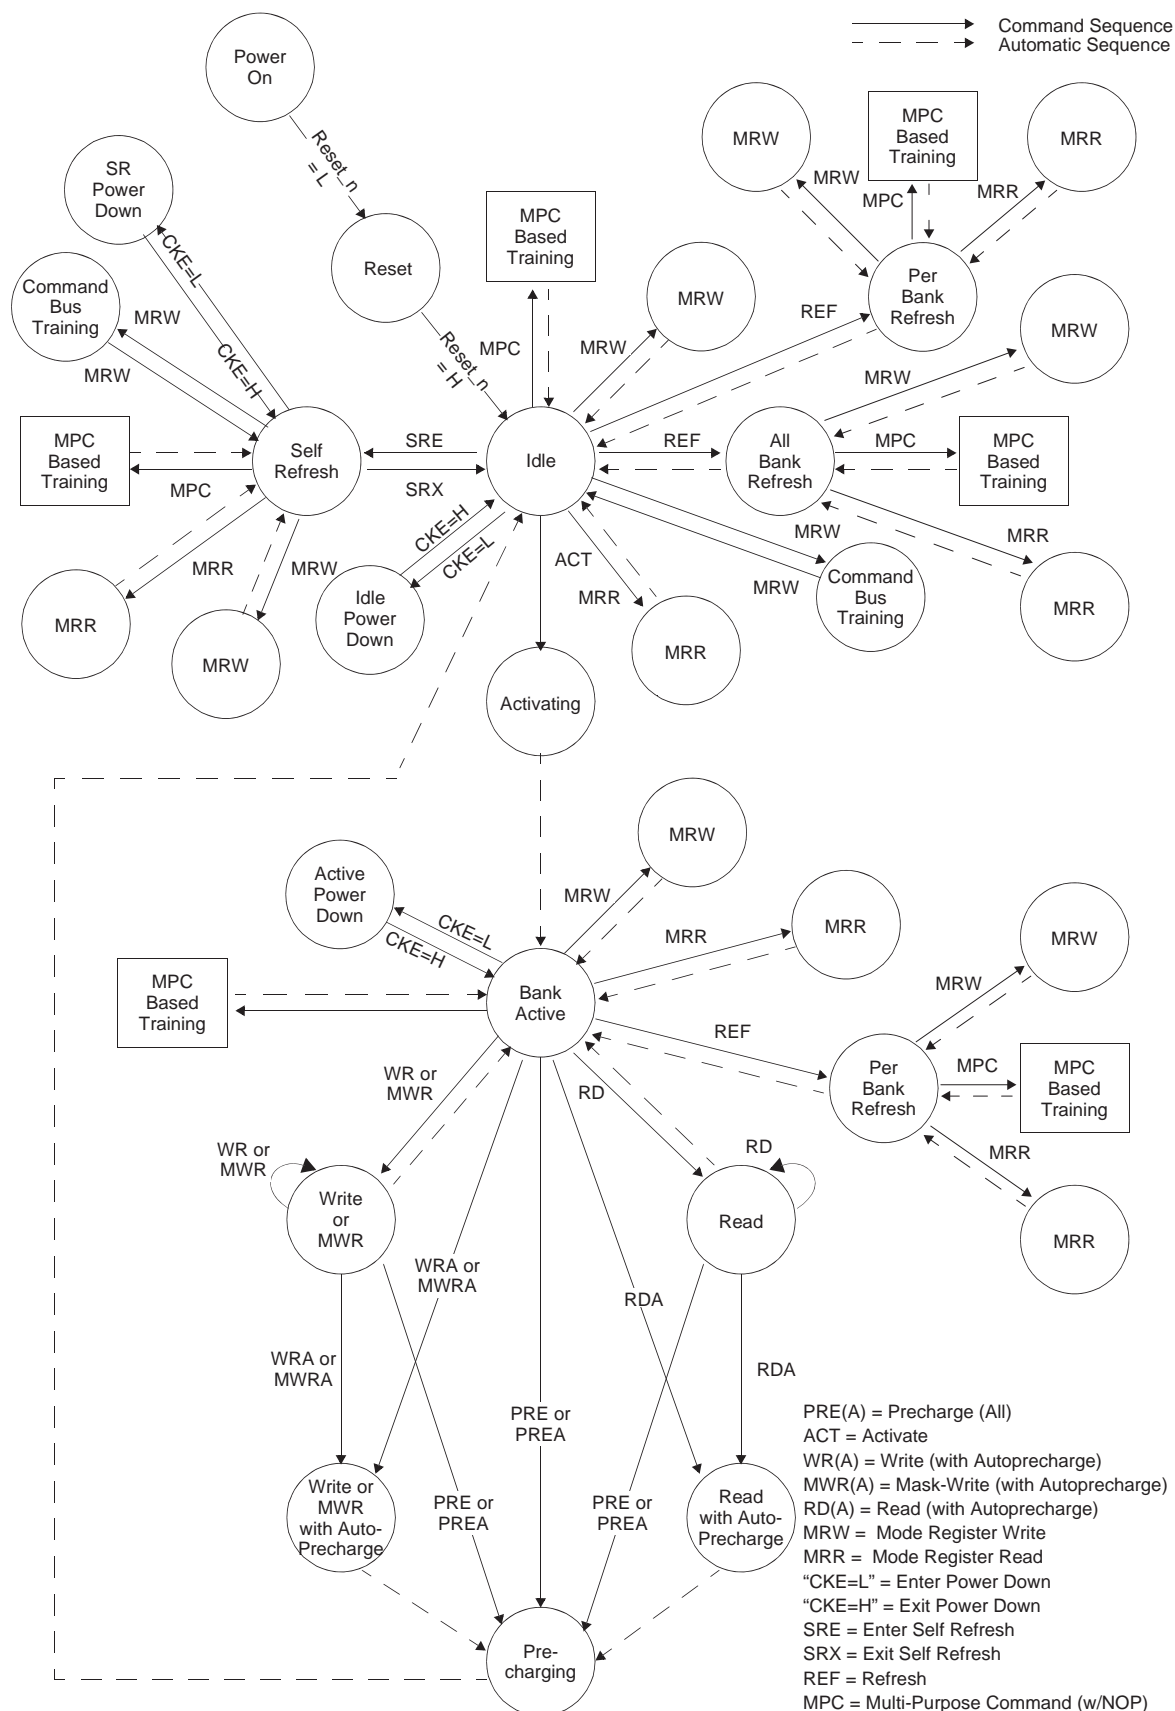 Command Sequence
Automatic Sequence
Power
On
Reset_n
= L
Reset
Reset_n
= H
SR
Power
Down
CKE=L
CKE=H
Command
Bus
Training
MRW
MRW
MPC
Based
Training
MPC
Self
Refresh
MRR
MRR
MRW
MRW
SRE
SRX
MPC
Based
Training
MPC
Idle
MRW
MRW
REF
MRW
MRW
MPC
Based
Training
MPC
MRR
MRR
Per
Bank
Refresh
REF
All
Bank
Refresh
MRW
MRW
MPC
MPC
Based
Training
MRR
MRR
MRW
MRW
Command
Bus
Training
CKE=H
CKE=L
Idle
Power
Down
ACT
MRR
MRR
Activating
Active
Power
Down
CKE=L
CKE=H
MRW
MRW
MRR
MRR
MPC
Based
Training
Bank
Active
REF
Per
Bank
Refresh
MRW
MRW
MPC
MPC
Based
Training
MRR
MRR
WR or
MWR
RD
WR or
MWR
Write
or
MWR
RD
Read
WRA or
MWRA
RDA
WRA or
MWRA
RDA
PRE or
PREA
PRE or
PREA
PRE or
PREA
Write or
MWR
with Auto-
Precharge
Read
with Auto-
Precharge
Pre-
charging
PRE(A) = Precharge (All)
ACT = Activate
WR(A) = Write (with Autoprecharge)
MWR(A) = Mask-Write (with Autoprecharge)
RD(A) = Read (with Autoprecharge)
MRW = Mode Register Write
MRR = Mode Register Read
“CKE=L” = Enter Power Down
“CKE=H” = Exit Power Down
SRE = Enter Self Refresh
SRX = Exit Self Refresh
REF = Refresh
MPC = Multi-Purpose Command (w/NOP)